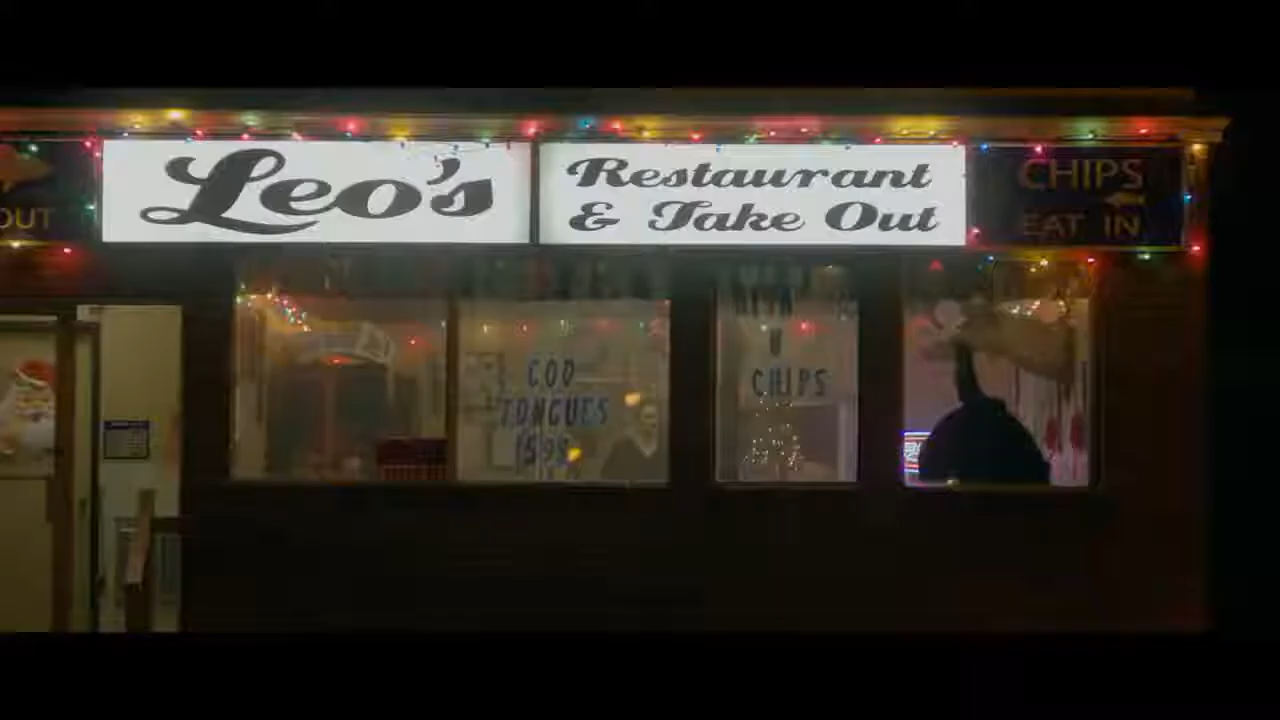 Leo's
Restaurant
& Take Out
CHIPS
EAT IN
OUT
COD
TONGUES
CHIPS